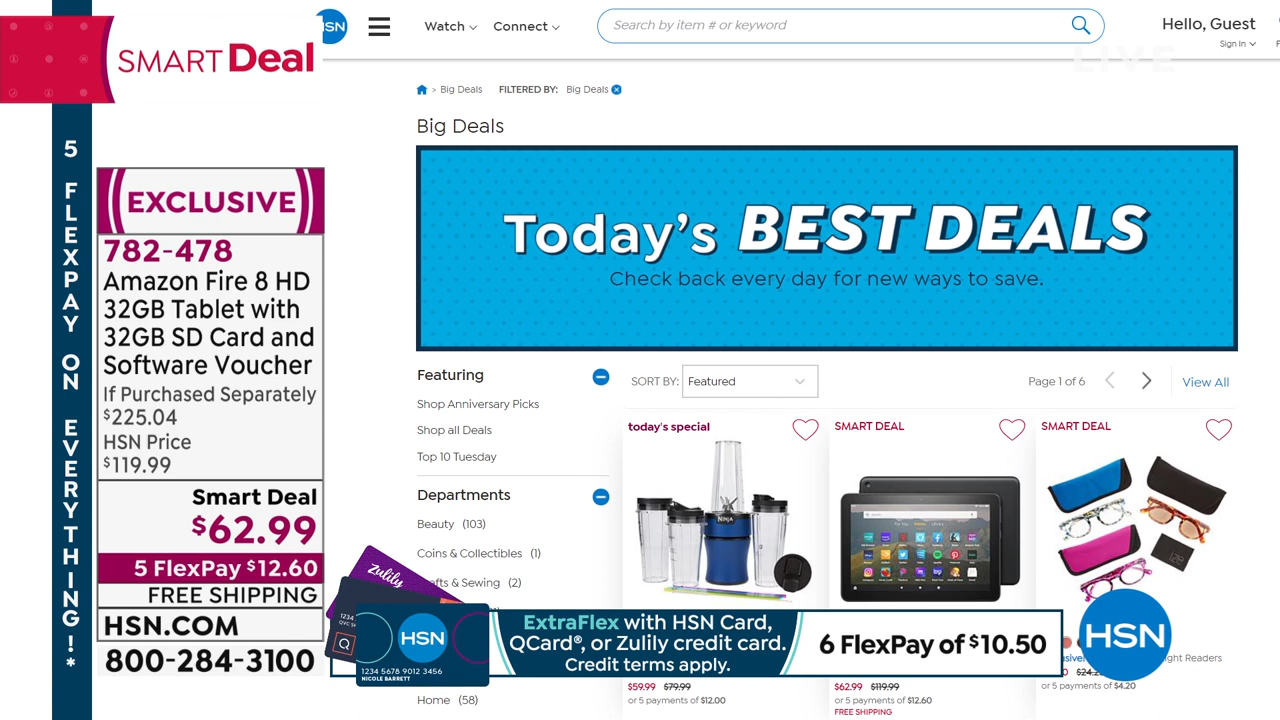 SMART Deal
5 FLEXPAY ON EVERYTHING!*
(EXCLUSIVE)
782-478
Amazon Fire 8 HD
32GB Tablet with
32GB SD Card and
Software Voucher
If Purchased Separately
$225.04
HSN Price
$119.99
Smart Deal
$62.99
5 FlexPay $12.60
FREE SHIPPING
HSN.COM
800-284-3100
HSN
Watch
Connect
Search by item # or keyword
Hello, Guest
Sign In
LIVE
> Big Deals
FILTERED BY: Big Deals
Big Deals
Today's BEST DEALS
Check back every day for new ways to save.
Featuring
Shop Anniversary Picks
Shop all Deals
Top 10 Tuesday
Departments
Beauty (103)
Coins & Collectibles (1)
& Sewing (2)
Home (58)
SORT BY: Featured
Page 1 of 6
View All
today's special
SMART DEAL
SMART DEAL
NINJA
Zulily
1234
Q
HSN
1234 5678 9012 3456
NICOLE BARRETT
ExtraFlex with HSN Card,
QCard®, or Zulily credit card.
Credit terms apply.
6 FlexPay of $10.50
HSN
$59.99 $79.99
or 5 payments of $12.00
$62.99 $119.99
or 5 payments of $12.60
FREE SHIPPING
Readers
or 5 payments of $4.20